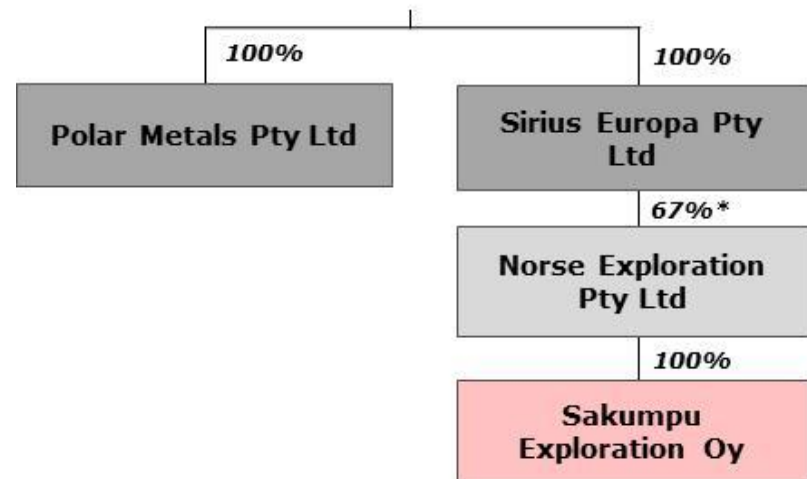 100%
100%
Polar Metals Pty Ltd
Sirius Europa Pty
Ltd
67%*
Norse Exploration
Pty Ltd
100%
Sakumpu
Exploration Oy